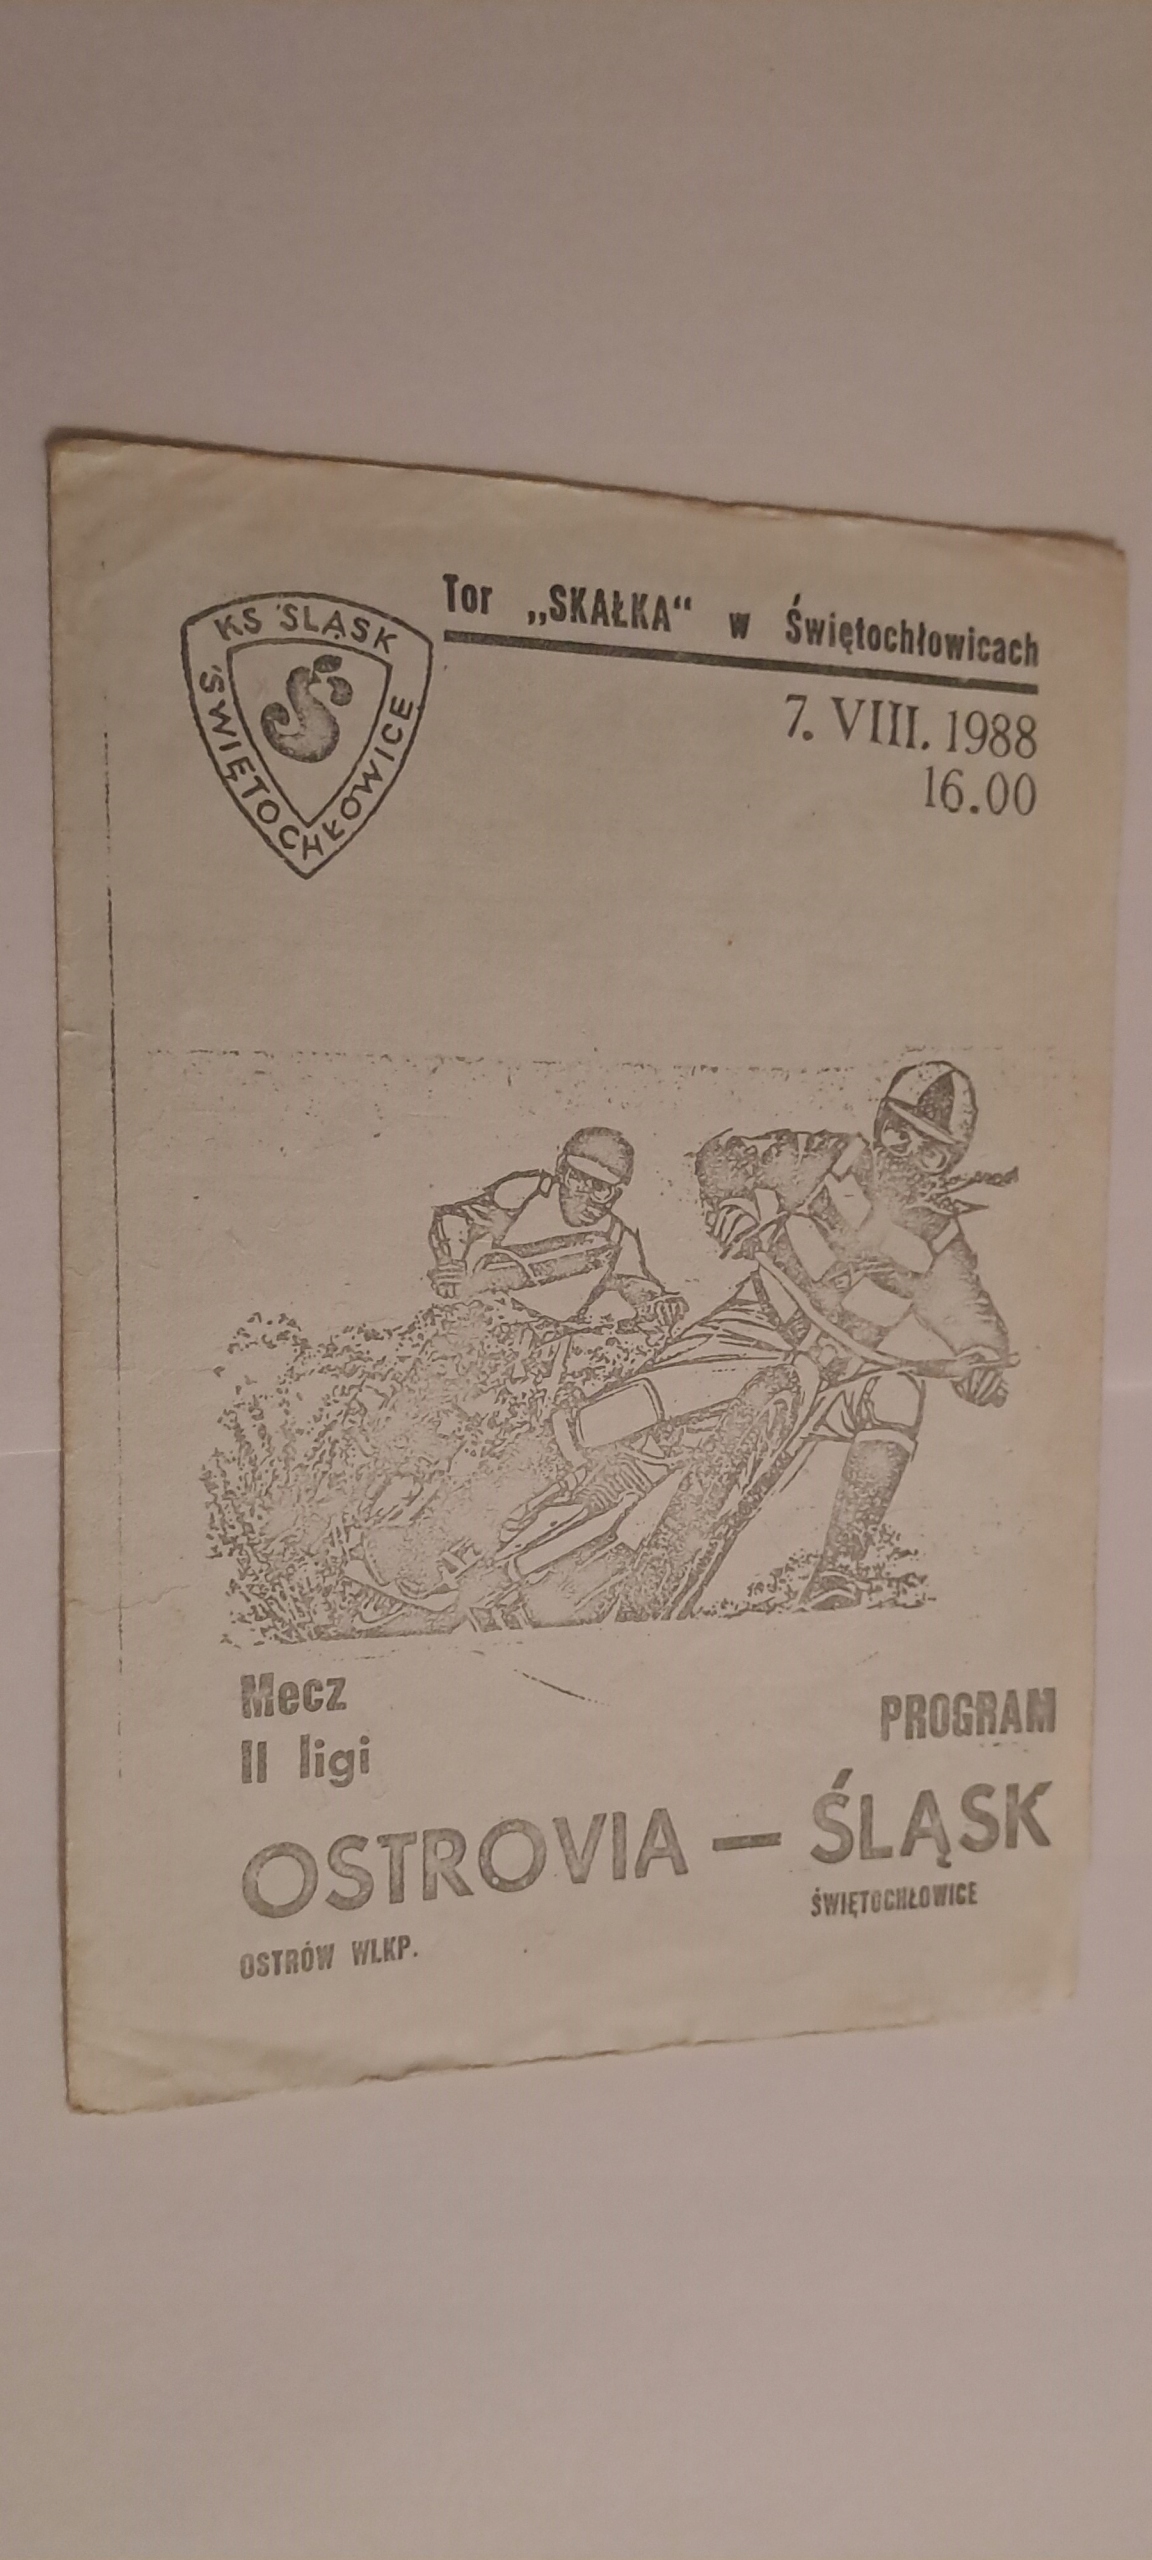 KS ŚLĄSK
ŚWIĘTOCHŁOWICE
Tor „SKAŁKA“ w Świętochłowicach
7. VIII. 1988
16.00
Mecz
II ligi
PROGRAM
OSTROVIA — ŚLĄSK
OSTRÓW WLKP.
ŚWIĘTOCHŁOWICE